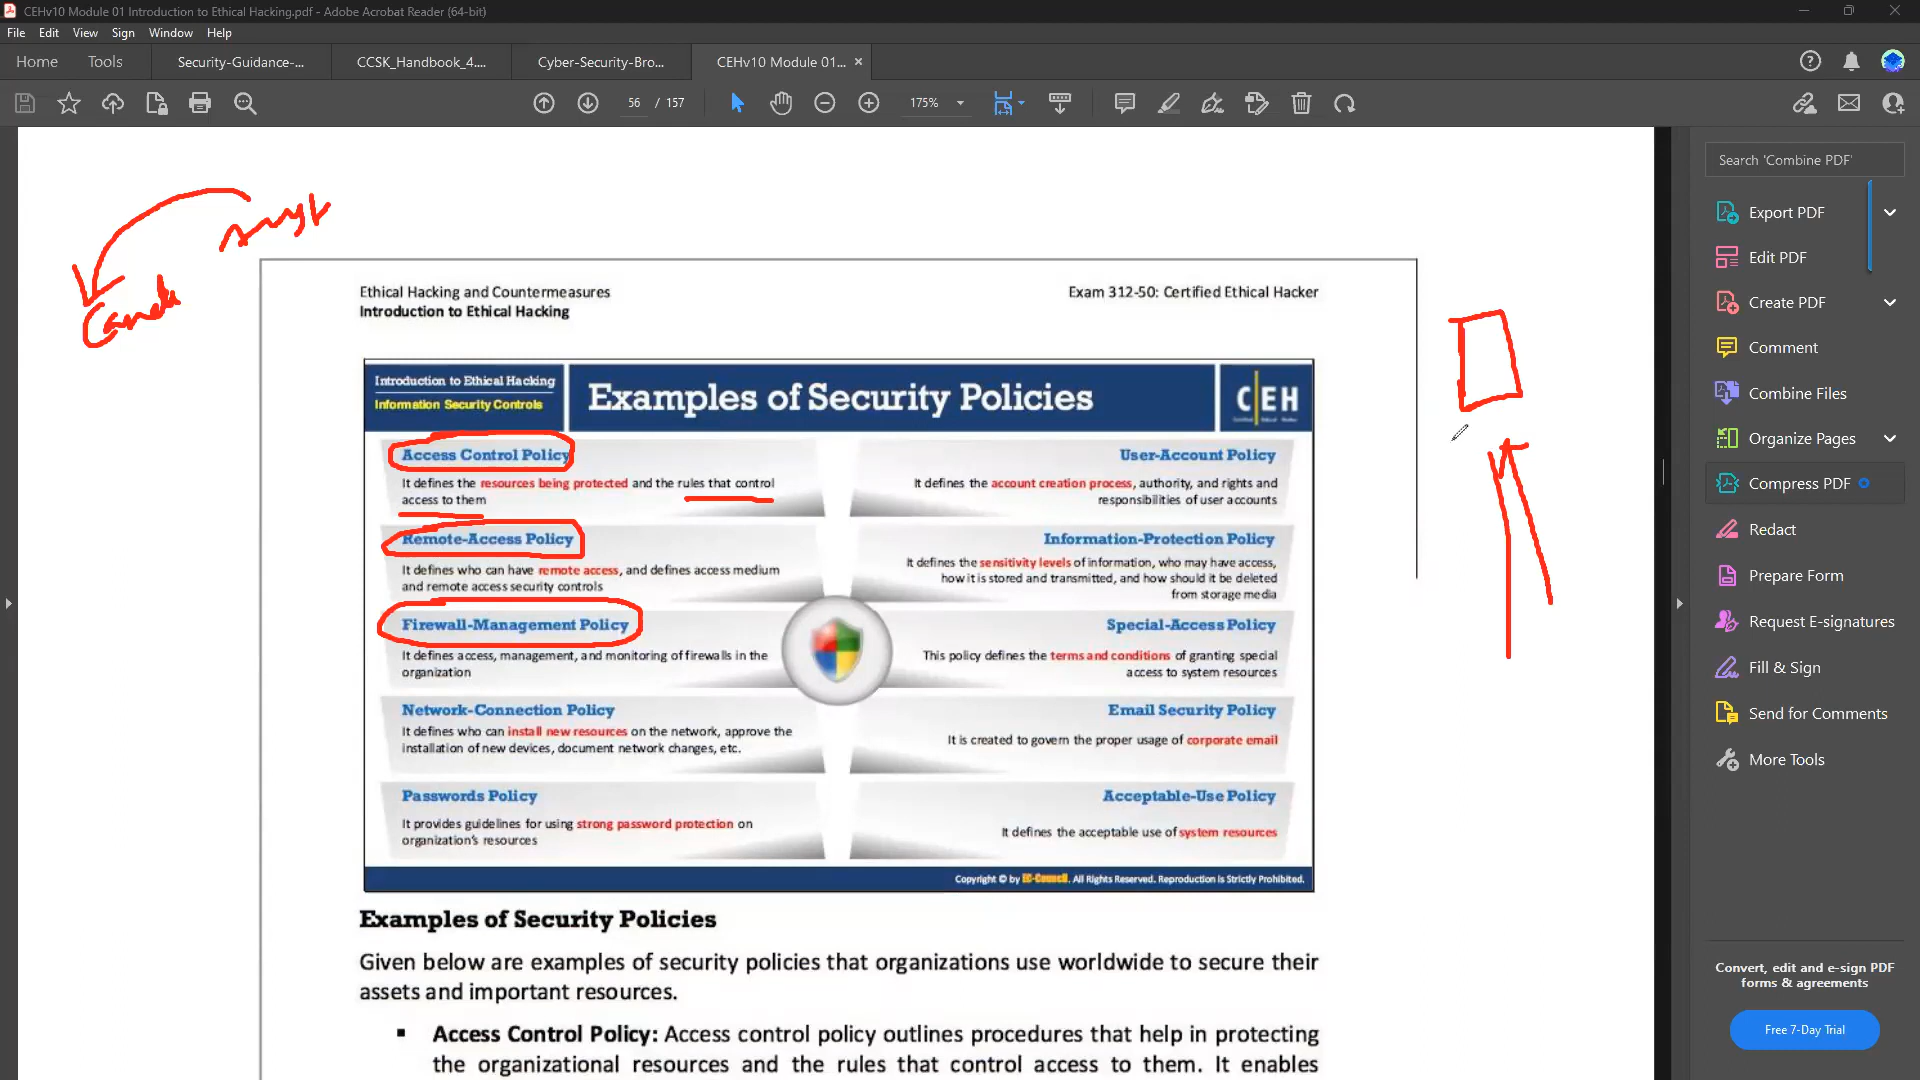 CEHv10 Module 01 Introduction to Ethical Hacking.pdf - Adobe Acrobat Reader (64-bit)
File Edit View Sign Window Help
Home Tools Security-Guidance-... CCSK_Handbook_4.... Cyber-Security-Bro... CEHv10 Module 01...
56 / 157 175%
Search 'Combine PDF'
Export PDF
Edit PDF
Create PDF
Comment
Combine Files
Organize Pages
Compress PDF
Redact
Prepare Form
Request E-signatures
Fill & Sign
Send for Comments
More Tools
Convert, edit and e-sign PDF
forms & agreements
Free 7-Day Trial
Ethical Hacking and Countermeasures
Introduction to Ethical Hacking
Exam 312-50: Certified Ethical Hacker
Introduction to Ethical Hacking
Information Security Controls
Examples of Security Policies
CEH
Access Control Policy
It defines the resources being protected and the rules that control
access to them
Remote-Access Policy
It defines who can have remote access, and defines access medium
and remote access security controls
Firewall-Management Policy
It defines access, management, and monitoring of firewalls in the
organization
Network-Connection Policy
It defines who can install new resources on the network, approve the
installation of new devices, document network changes, etc.
Passwords Policy
It provides guidelines for using strong password protection on
organization's resources
User-Account Policy
It defines the account creation process, authority, and rights and
responsibilities of user accounts
Information-Protection Policy
It defines the sensitivity levels of information, who may have access,
how it is stored and transmitted, and how should it be deleted
from storage media
Special-Access Policy
This policy defines the terms and conditions of granting special
access to system resources
Email Security Policy
It is created to govern the proper usage of corporate email
Acceptable-Use Policy
It defines the acceptable use of system resources
Copyright © by EC-Council. All Rights Reserved. Reproduction is Strictly Prohibited.
Examples of Security Policies
Given below are examples of security policies that organizations use worldwide to secure their
assets and important resources.
▪ Access Control Policy: Access control policy outlines procedures that help in protecting
the organizational resources and the rules that control access to them. It enables